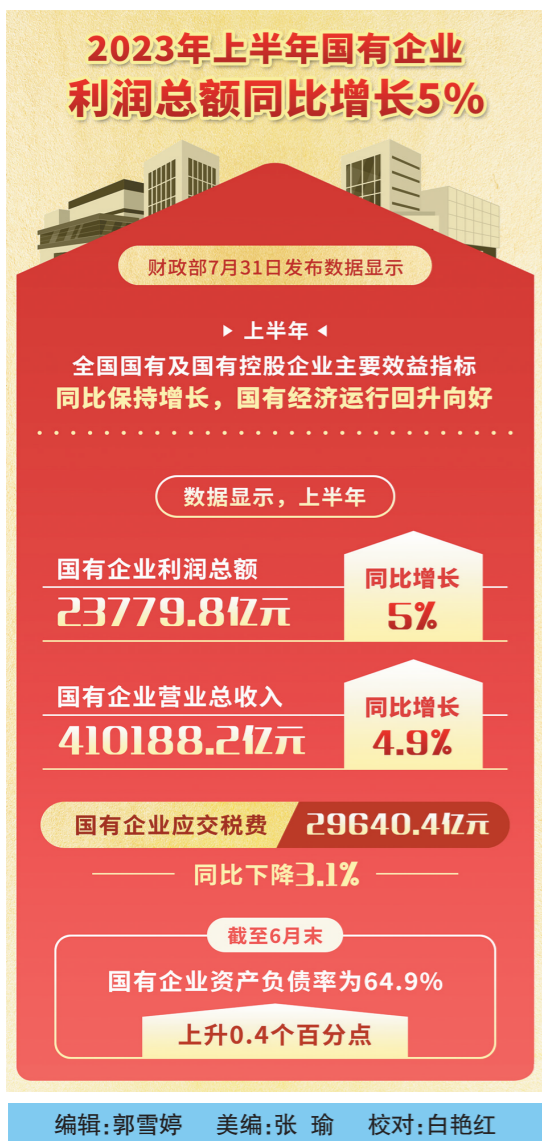 2023年上半年国有企业
利润总额同比增长5%
财政部7月31日发布数据显示
上半年
全国国有及国有控股企业主要效益指标
同比保持增长，国有经济运行回升向好
数据显示，上半年
国有企业利润总额
23779.8亿元
同比增长
5%
国有企业营业总收入
410188.2亿元
同比增长
4.9%
国有企业应交税费 29640.4亿元
同比下降3.1%
截至6月末
国有企业资产负债率为64.9%
上升0.4个百分点
编辑:郭雪婷 美编:张 瑜 校对:白艳红